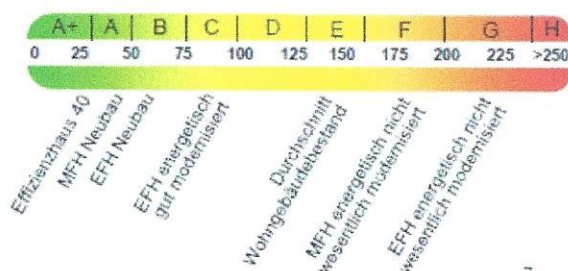 A+ A B C D E F G H
0 25 50 75 100 125 150 175 200 225 >250
Effizienzhaus 40
MFH Neubau
EFH Neubau
EFH energetisch
gut modernisiert
Durchschnitt
Wohngebäudebestand
MFH energetisch nicht
wesentlich modernisiert
EFH energetisch nicht
wesentlich modernisiert